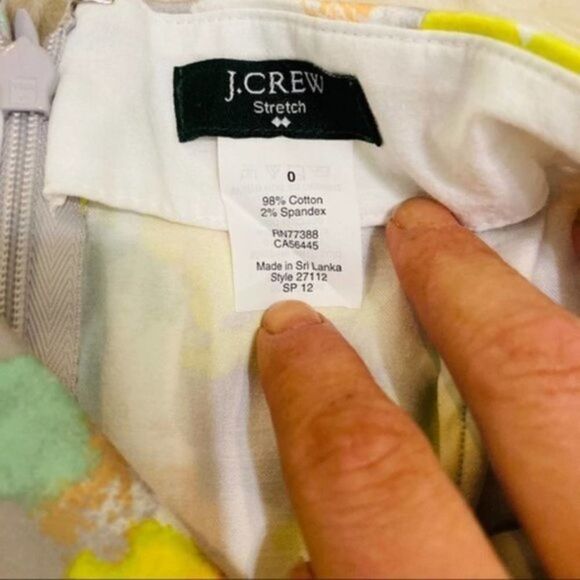 J.CREW
Stretch
0
98% Cotton
2% Spandex
RN77388
CA56445
Made in Sri Lanka
Style 27112
SP 12